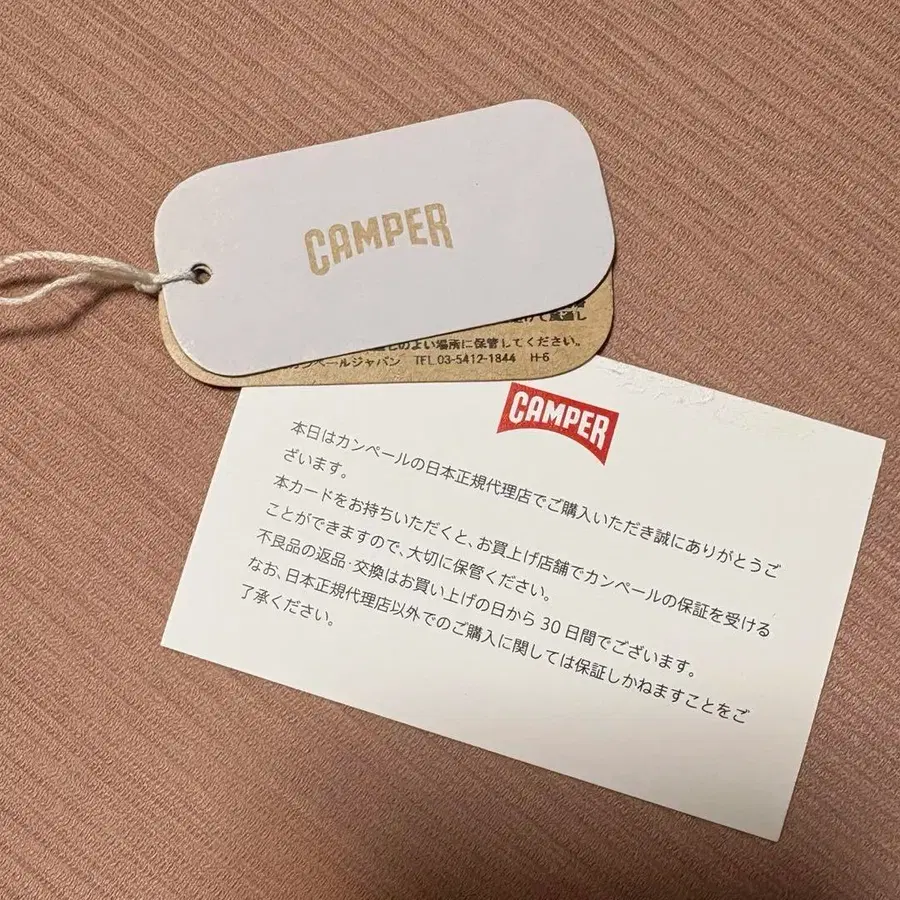 CAMPER
けて風通し
のよい場所に保管してください。
ペールジャパン TEL.03-5412-1844 H-6
CAMPER
本日はカンペールの日本正規代理店でご購入いただき誠にありがとうご
ざいます。
本カードをお持ちいただくと、お買上げ店舗でカンペールの保証を受ける
ことができますので、大切に保管ください。
不良品の返品・交換はお買い上げの日から 30 日間でございます。
なお、日本正規代理店以外でのご購入に関しては保証しかねますことをご
了承ください。